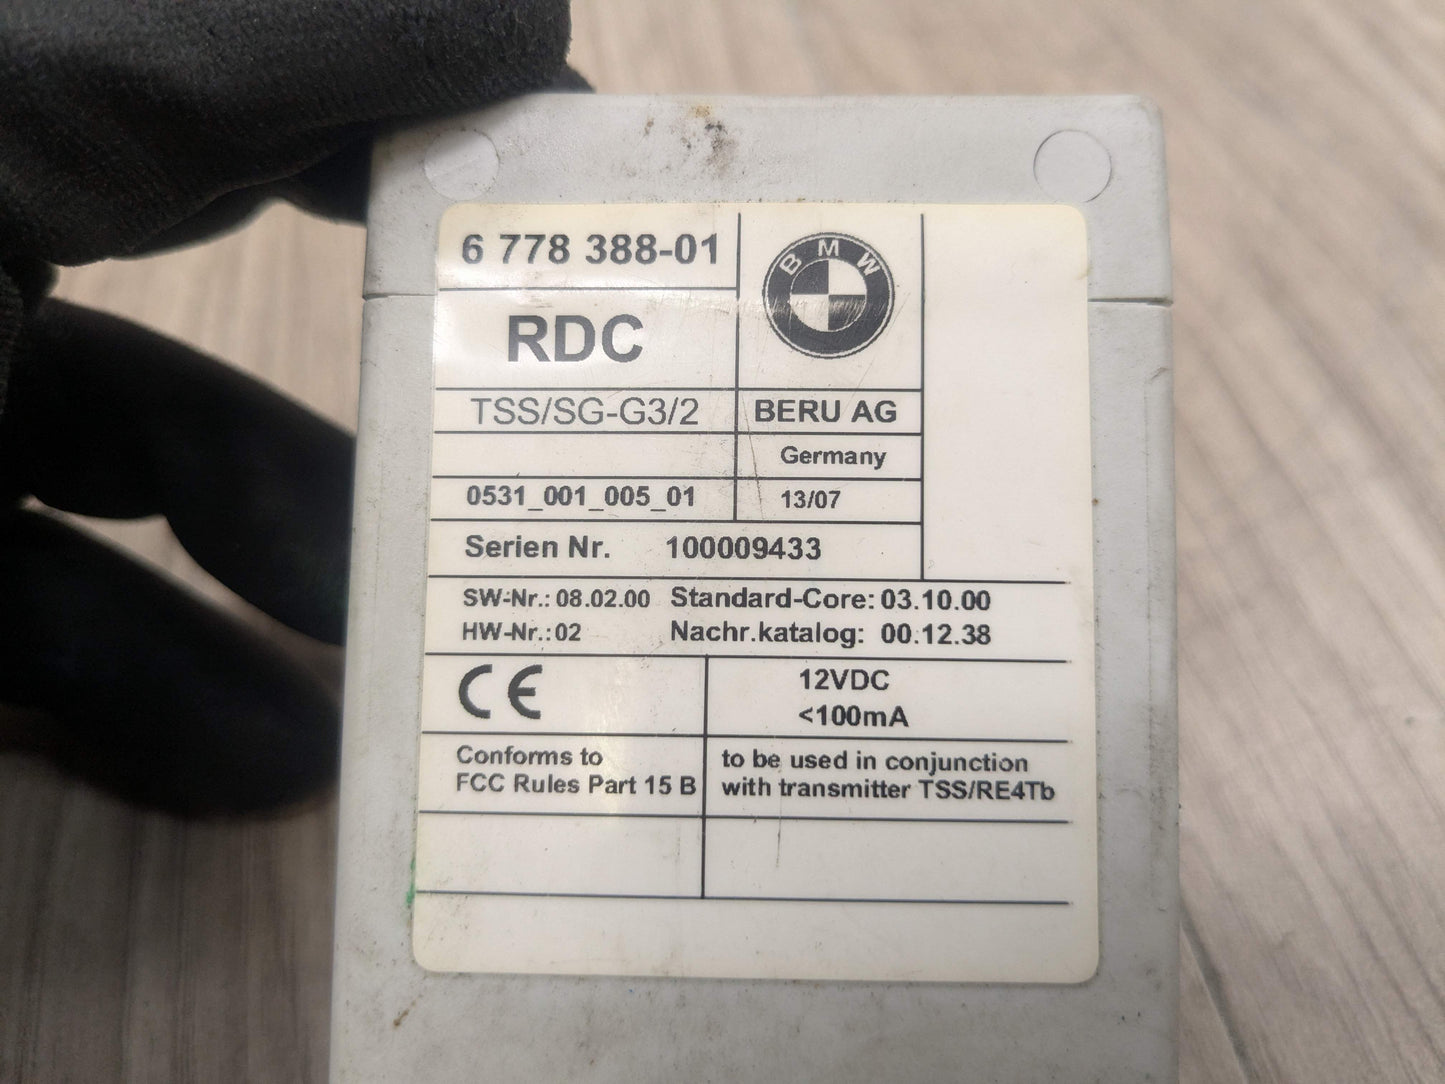 6 778 388-01
BMW
RDC
TSS/SG-G3/2
BERU AG
Germany
0531_001_005_01
13/07
Serien Nr. 100009433
SW-Nr.: 08.02.00 Standard-Core: 03.10.00
HW-Nr.: 02 Nachr.katalog: 00.12.38
CE
12VDC
<100mA
Conforms to
FCC Rules Part 15 B
to be used in conjunction
with transmitter TSS/RE4Tb